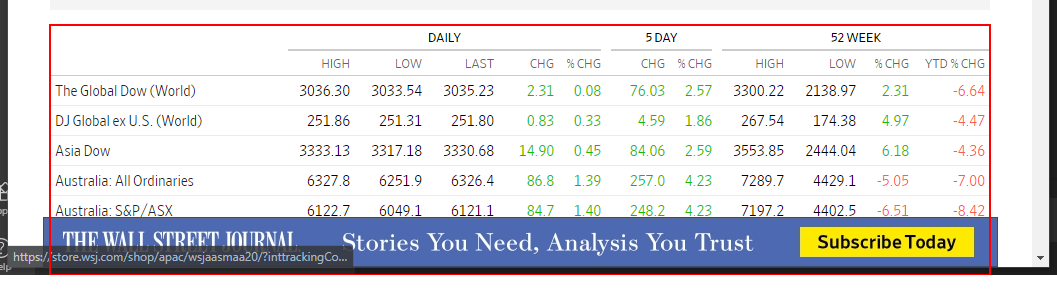 DAILY 5 DAY 52 WEEK
HIGH LOW LAST CHG % CHG CHG % CHG HIGH LOW % CHG YTD % CHG
The Global Dow (World) 3036.30 3033.54 3035.23 2.31 0.08 76.03 2.57 3300.22 2138.97 2.31 -6.64
DJ Global ex U.S. (World) 251.86 251.31 251.80 0.83 0.33 4.59 1.86 267.54 174.38 4.97 -4.47
Asia Dow 3333.13 3317.18 3330.68 14.90 0.45 84.06 2.59 3553.85 2444.04 6.18 -4.36
Australia: All Ordinaries 6327.8 6251.9 6326.4 86.8 1.39 257.0 4.23 7289.7 4429.1 -5.05 -7.00
Australia: S&P/ASX 6122.7 6049.1 6121.1 84.7 1.40 248.2 4.23 7197.2 4402.5 -6.51 -8.42
THE WALL STREET JOURNAL. Stories You Need, Analysis You Trust Subscribe Today
https://store.wsj.com/shop/apac/wsjaasmaa20/?inttrackingCo...